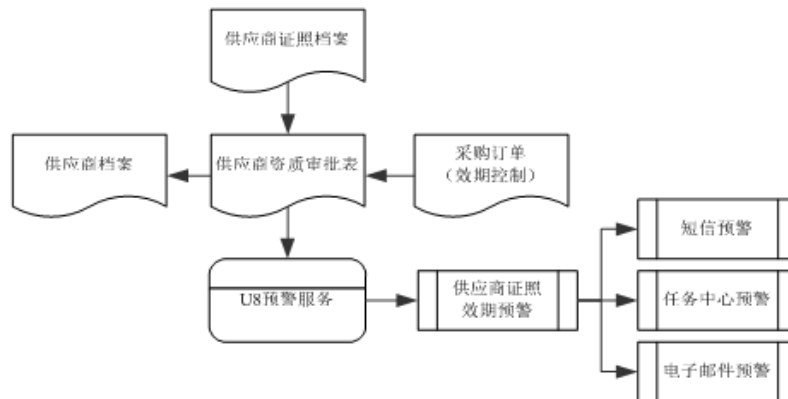 供应商证照档案
供应商档案
供应商资质审批表
采购订单
（效期控制）
短信预警
U8预警服务
供应商证照
效期预警
任务中心预警
电子邮件预警